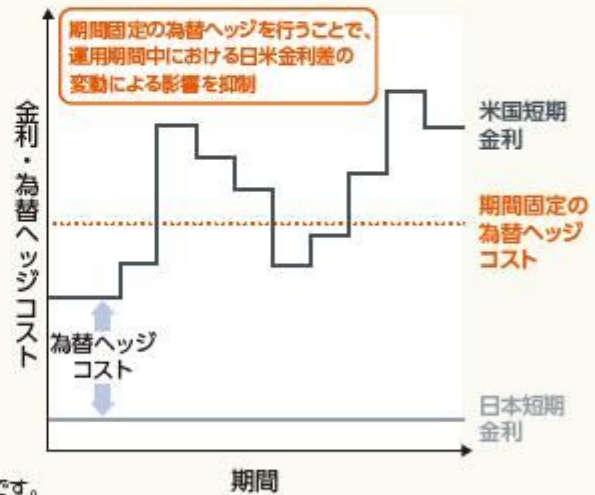 期間固定の為替ヘッジを行うことで、
運用期間中における日米金利差の
変動による影響を抑制
金利・為替ヘッジコスト
米国短期
金利
期間固定の
為替ヘッジ
コスト
為替ヘッジ
コスト
日本短期
金利
期間
です。